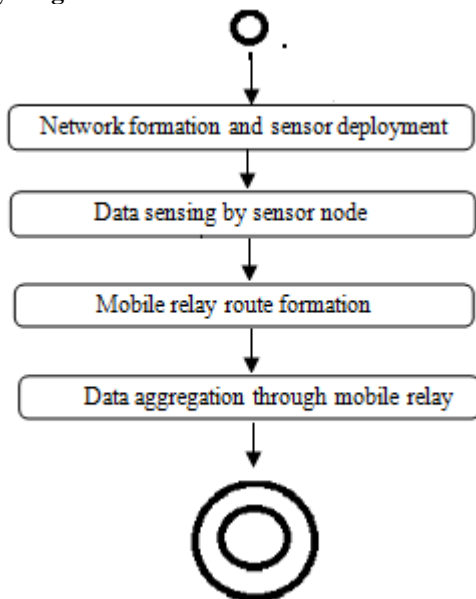 Network formation and sensor deployment
Data sensing by sensor node
Mobile relay route formation
Data aggregation through mobile relay